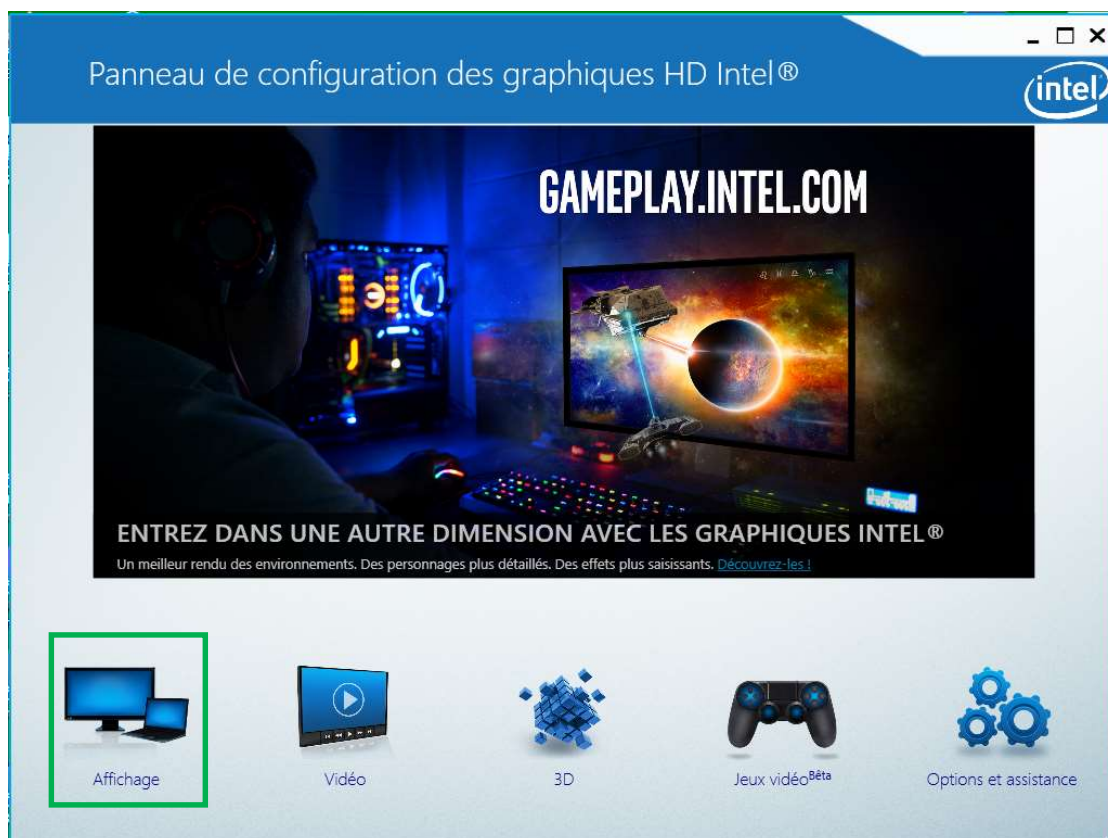 Panneau de configuration des graphiques HD Intel®
intel
GAMEPLAY.INTEL.COM
ENTREZ DANS UNE AUTRE DIMENSION AVEC LES GRAPHIQUES INTEL®
Un meilleur rendu des environnements. Des personnages plus détaillés. Des effets plus saisissants. Découvrez-les !
Affichage
Vidéo
3D
Jeux vidéoBêta
Options et assistance